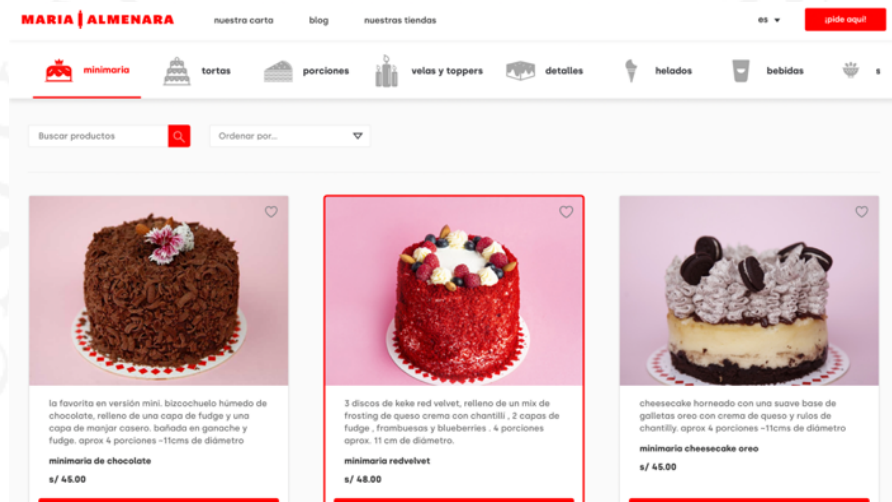 MARIA ALMENARA
nuestra carta
blog
nuestras tiendas
es
¡pide aquí!
minimaria
tortas
porciones
velas y toppers
detalles
helados
bebidas
s
Buscar productos
Ordenar por...
la favorita en versión mini. bizcochuelo húmedo de
chocolate, relleno de una capa de fudge y una
capa de manjar casero. bañada en ganache y
fudge. aprox 4 porciones -11cms de diámetro
minimaria de chocolate
s/ 45.00
3 discos de keke red velvet, relleno de un mix de
frosting de queso crema con chantilli , 2 capas de
fudge , frambuesas y blueberries . 4 porciones
aprox. 11 cm de diámetro.
minimaria redvelvet
s/ 48.00
cheesecake horneado con una suave base de
galletas oreo con crema de queso y rulos de
chantilly. aprox 4 porciones -11cms de diámetro
minimaria cheesecake oreo
s/ 45.00